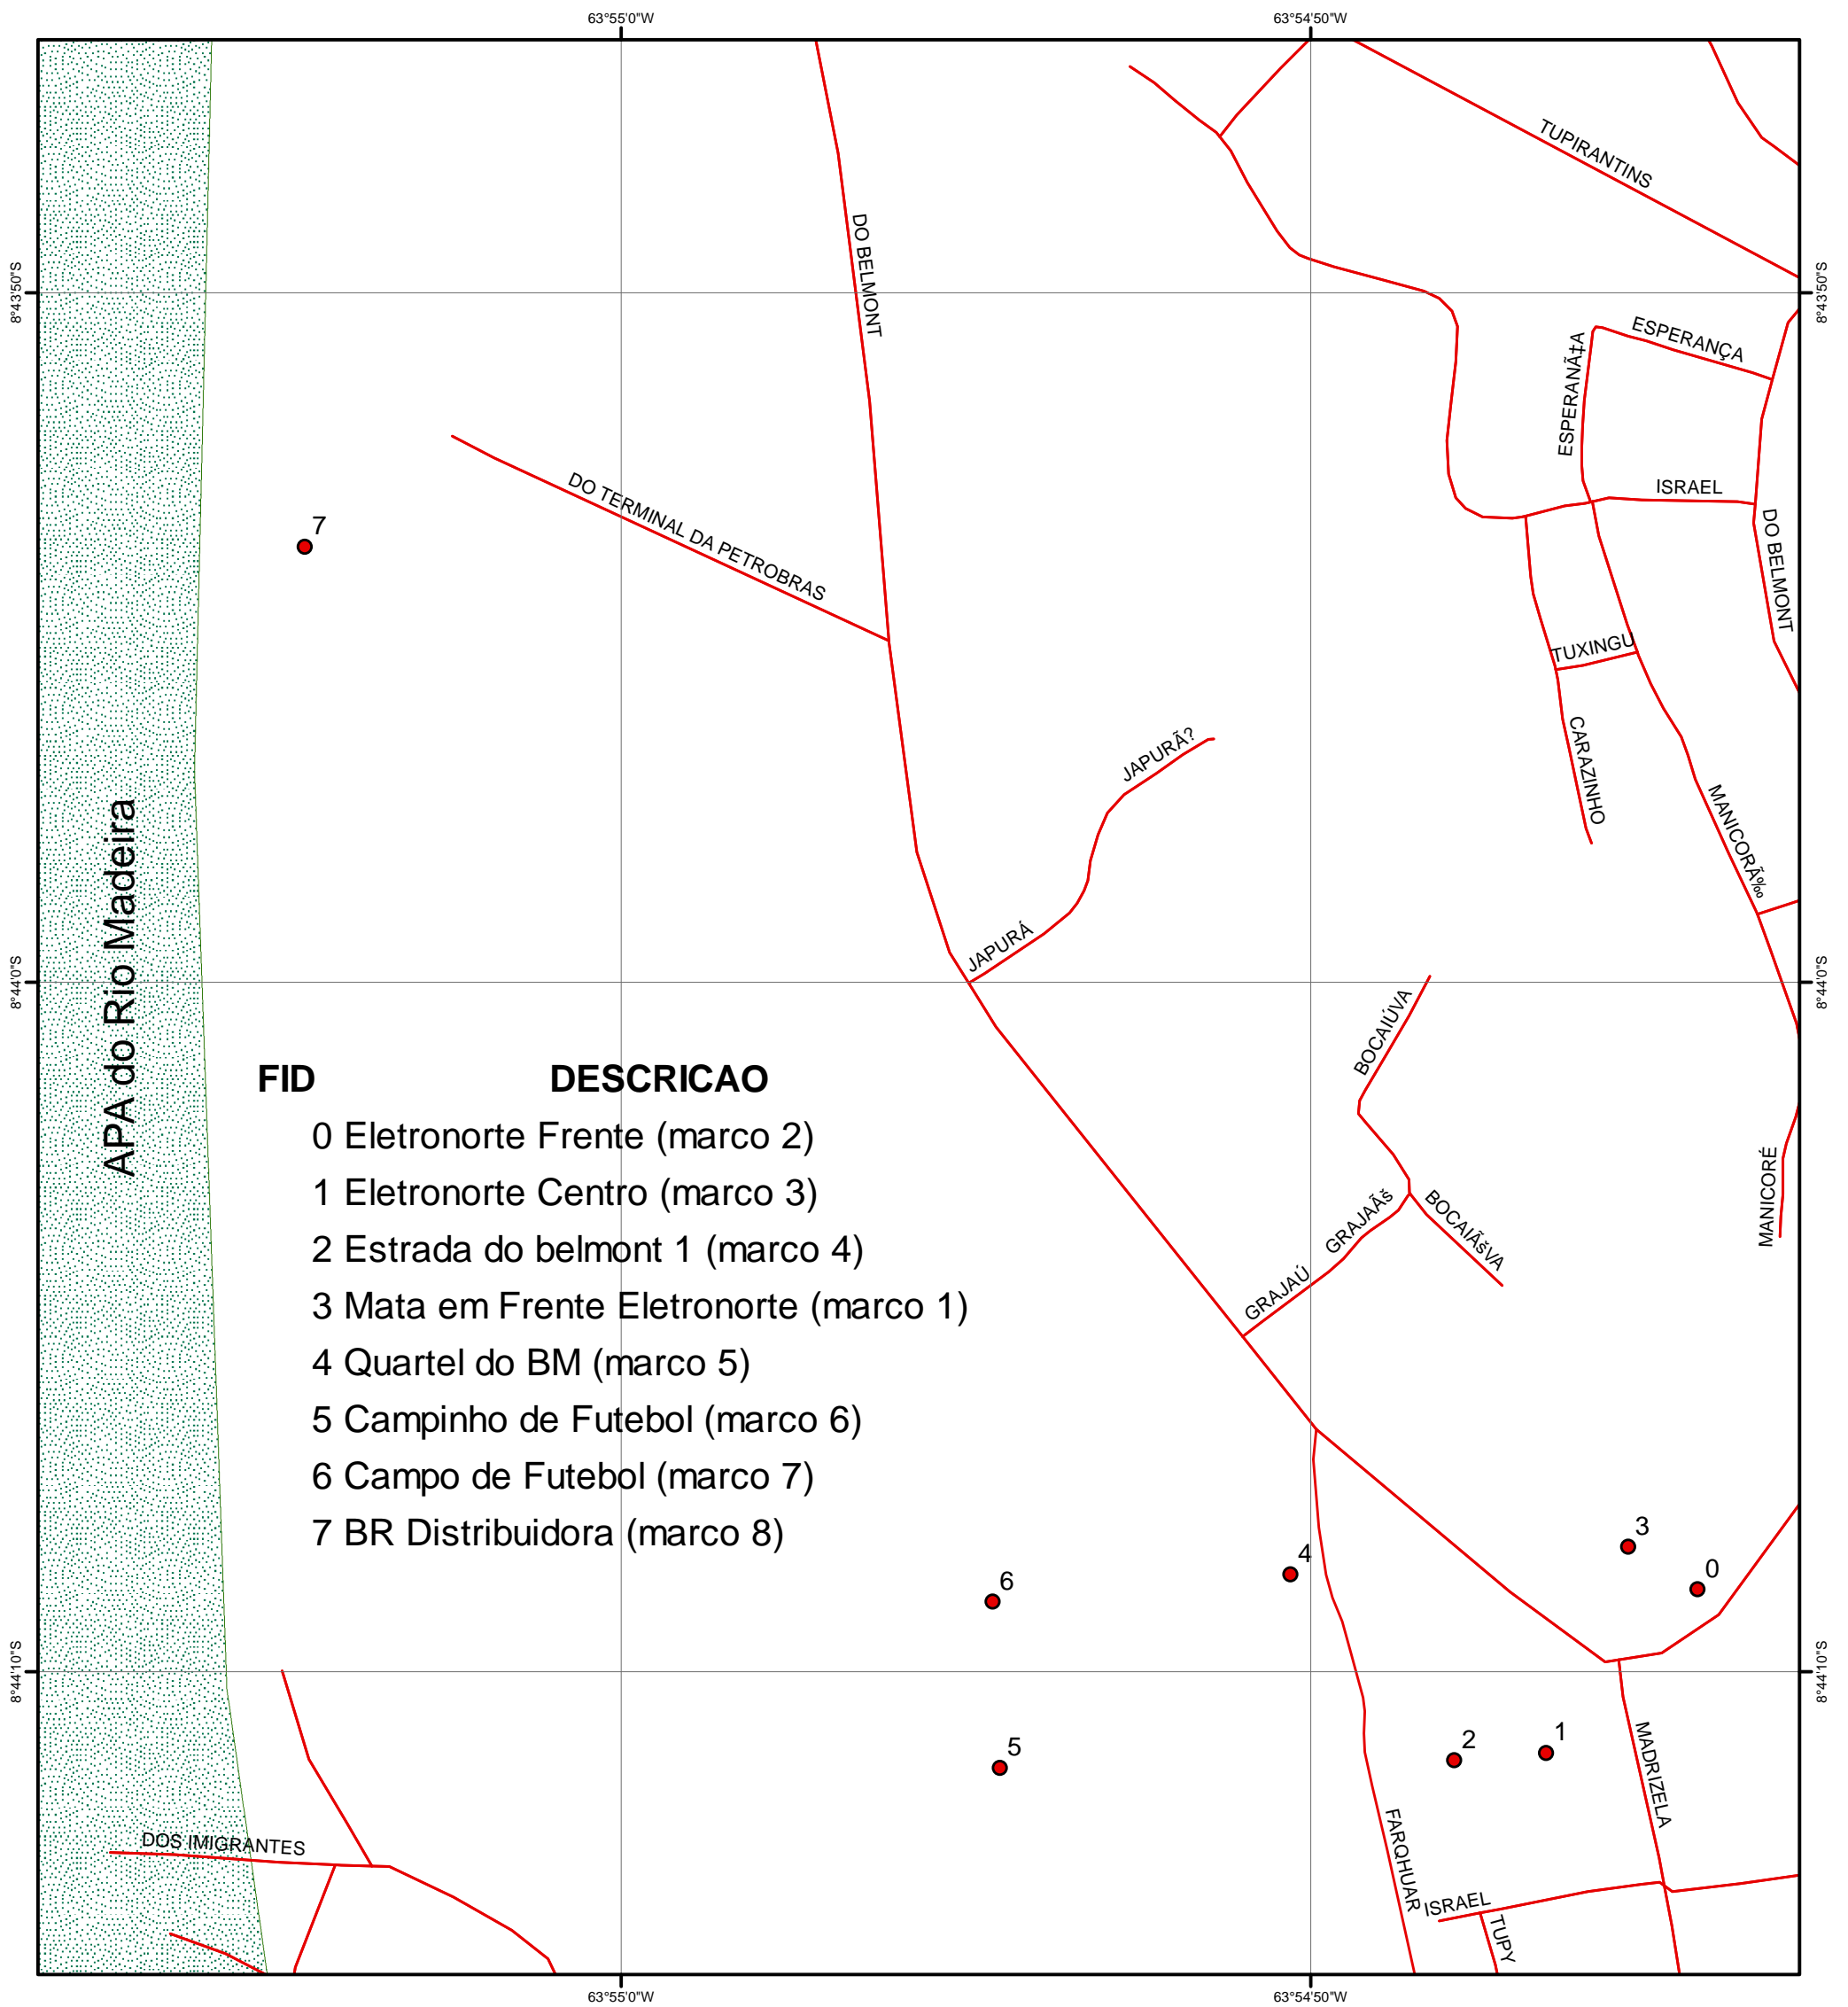 63°55'0"W
63°54'50"W
TUPIRANTINS
DO BELMONT
8°43'50"S
8°43'50"S
ESPERANÇA
ESPERANÃ‡A
ISRAEL
DO TERMINAL DA PETROBRAS
7
DO BELMONT
TUXINGU
JAPURÃ?
CARAZINHO
MANICORÃ‰
APA do Rio Madeira
JAPURÁ
8°44'0"S
8°44'0"S
BOCAIÚVA
FID DESCRICAO
0 Eletronorte Frente (marco 2)
1 Eletronorte Centro (marco 3)
2 Estrada do belmont 1 (marco 4)
3 Mata em Frente Eletronorte (marco 1)
4 Quartel do BM (marco 5)
5 Campinho de Futebol (marco 6)
6 Campo de Futebol (marco 7)
7 BR Distribuidora (marco 8)
MANICORÉ
GRAJAÃš
BOCAIÃšVA
GRAJAÚ
3
4
0
6
8°44'10"S
8°44'10"S
2
1
5
MADRIZELA
DOS IMIGRANTES
FARQHUAR
ISRAEL
TUPY
63°55'0"W
63°54'50"W